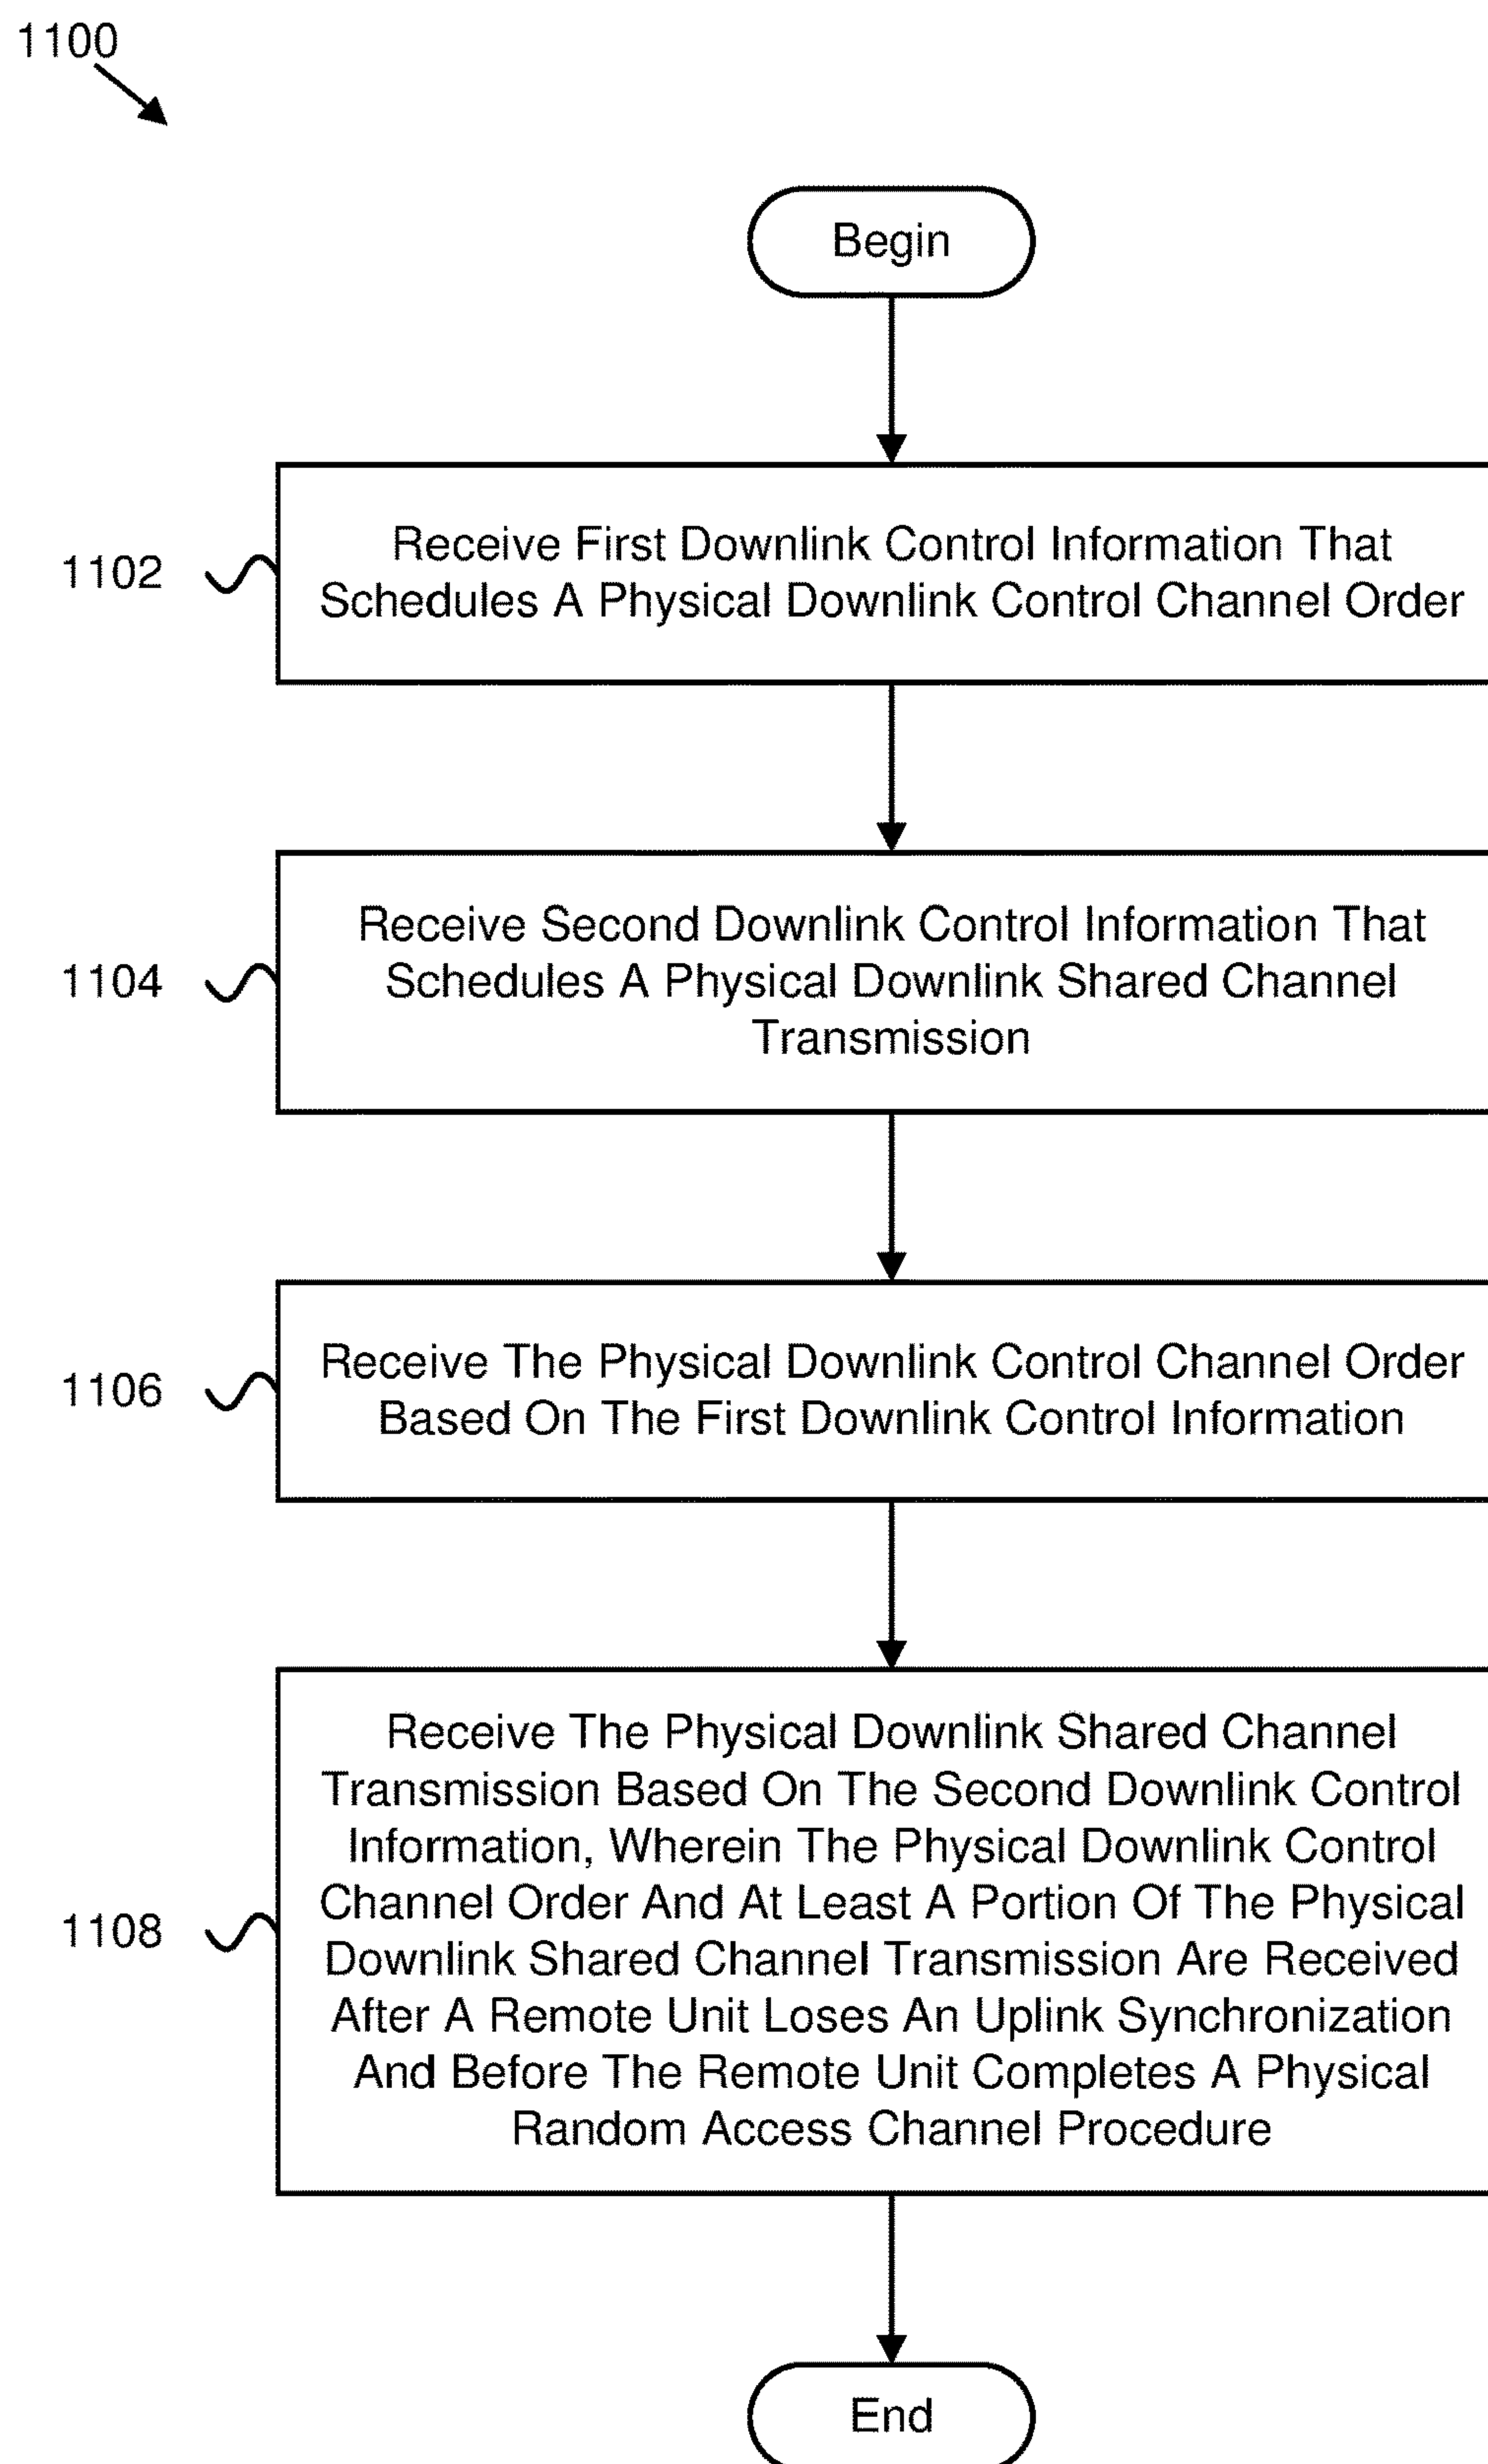 1100
Begin
1102
Receive First Downlink Control Information That
Schedules A Physical Downlink Control Channel Order
1104
Receive Second Downlink Control Information That
Schedules A Physical Downlink Shared Channel
Transmission
1106
Receive The Physical Downlink Control Channel Order
Based On The First Downlink Control Information
1108
Receive The Physical Downlink Shared Channel
Transmission Based On The Second Downlink Control
Information, Wherein The Physical Downlink Control
Channel Order And At Least A Portion Of The Physical
Downlink Shared Channel Transmission Are Received
After A Remote Unit Loses An Uplink Synchronization
And Before The Remote Unit Completes A Physical
Random Access Channel Procedure
End